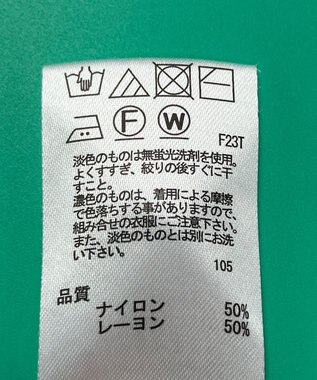 F W
F23T
淡色のものは無蛍光洗剤を使用。
よくすすぎ、絞りの後すぐに干
すこと。
濃色のものは、着用による摩擦
で色落ちする事がありますので、
組み合せの衣服にご注意下さい。
また、淡色のものとは別にお洗
い下さい。
105
品質
ナイロン 50%
レーヨン 50%